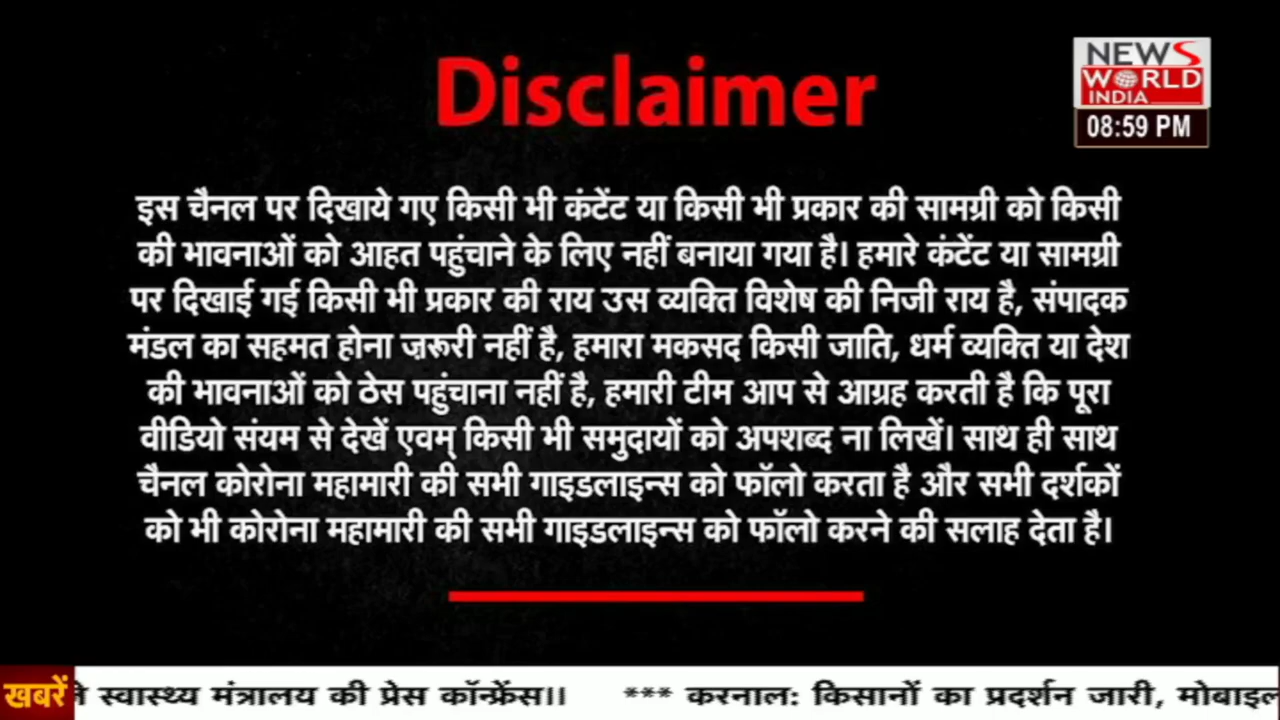 Disclaimer
NEWS
WORLD
INDIA
08:59 PM
इस चैनल पर दिखाये गए किसी भी कंटेंट या किसी भी प्रकार की सामग्री को किसी
की भावनाओं को आहत पहुंचाने के लिए नहीं बनाया गया है। हमारे कंटेंट या सामग्री
पर दिखाई गई किसी भी प्रकार की राय उस व्यक्ति विशेष की निजी राय है, संपादक
मंडल का सहमत होना ज़रूरी नहीं है, हमारा मकसद किसी जाति, धर्म व्यक्ति या देश
की भावनाओं को ठेस पहुंचाना नहीं है, हमारी टीम आप से आग्रह करती है कि पूरा
वीडियो संयम से देखें एवम् किसी भी समुदायों को अपशब्द ना लिखें। साथ ही साथ
चैनल कोरोना महामारी की सभी गाइडलाइन्स को फॉलो करता है और सभी दर्शकों
को भी कोरोना महामारी की सभी गाइडलाइन्स को फॉलो करने की सलाह देता है।
खबरें स्वास्थ्य मंत्रालय की प्रेस कॉन्फ्रेंस।। *** करनाल: किसानों का प्रदर्शन जारी, मोबाइल